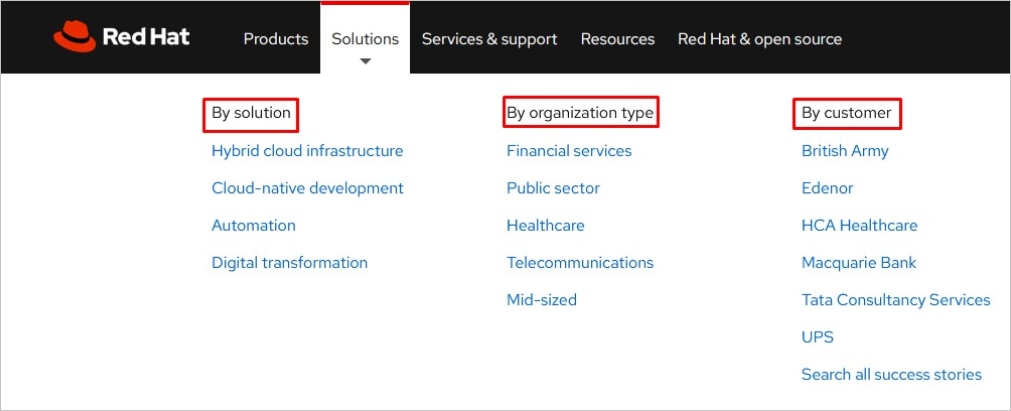 Red Hat
Products
Solutions
Services & support
Resources
Red Hat & open source
By solution
Hybrid cloud infrastructure
Cloud-native development
Automation
Digital transformation
By organization type
Financial services
Public sector
Healthcare
Telecommunications
Mid-sized
By customer
British Army
Edenor
HCA Healthcare
Macquarie Bank
Tata Consultancy Services
UPS
Search all success stories